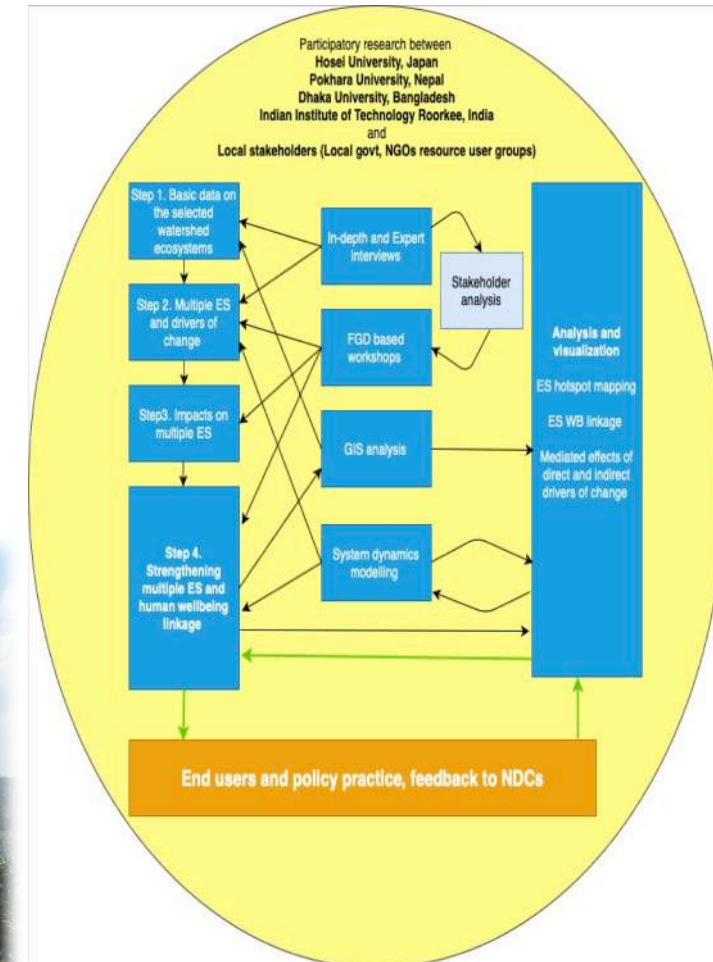 Participatory research between
Hosei University, Japan
Pokhara University, Nepal
Dhaka University, Bangladesh
Indian Institute of Technology Roorkee, India
and
Local stakeholders (Local govt, NGOs resource user groups)
Step 1. Basic data on
the selected
watershed
ecosystems
Step 2. Multiple ES
and drivers of
change
Step3. Impacts on
multiple ES
Step 4.
Strengthening
multiple ES and
human wellbeing
linkage
In-depth and Expert
interviews
Stakeholder
analysis
FGD based
workshops
GIS analysis
System dynamics
modelling
Analysis and
visualization
ES hotspot mapping
ES WB linkage
Mediated effects of
direct and indirect
drivers of change
End users and policy practice, feedback to NDCs